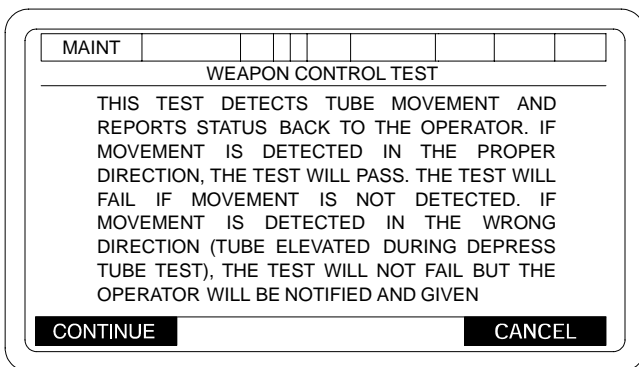 MAINT
WEAPON CONTROL TEST
THIS TEST DETECTS TUBE MOVEMENT AND
REPORTS STATUS BACK TO THE OPERATOR. IF
MOVEMENT IS DETECTED IN THE PROPER
DIRECTION, THE TEST WILL PASS. THE TEST WILL
FAIL IF MOVEMENT IS NOT DETECTED. IF
MOVEMENT IS DETECTED IN THE WRONG
DIRECTION (TUBE ELEVATED DURING DEPRESS
TUBE TEST), THE TEST WILL NOT FAIL BUT THE
OPERATOR WILL BE NOTIFIED AND GIVEN
CONTINUE CANCEL